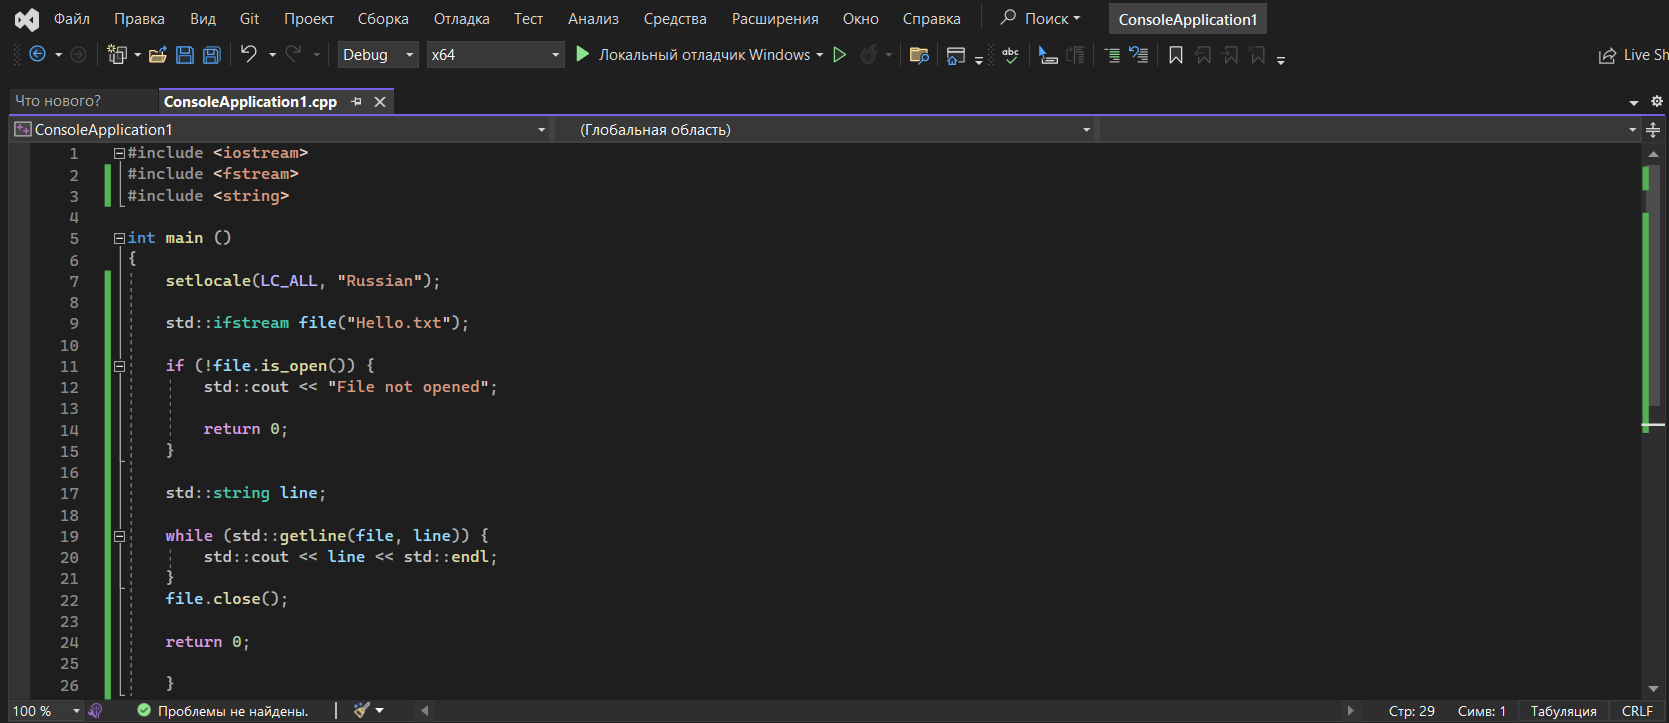 Файл Правка Вид Git Проект Сборка Отладка Тест Анализ Средства Расширения Окно Справка Поиск ConsoleApplication1
Debug x64 Локальный отладчик Windows abc Live Sh
Что нового? ConsoleApplication1.cpp
ConsoleApplication1 (Глобальная область)
1 #include <iostream>
2 #include <fstream>
3 #include <string>
4
5 int main ()
6 {
7 setlocale(LC_ALL, "Russian");
8
9 std::ifstream file("Hello.txt");
10
11 if (!file.is_open()) {
12 std::cout << "File not opened";
13
14 return 0;
15 }
16
17 std::string line;
18
19 while (std::getline(file, line)) {
20 std::cout << line << std::endl;
21 }
22 file.close();
23
24 return 0;
25
26 }
100 % Проблемы не найдены. Стр: 29 Симв: 1 Табуляция CRLF